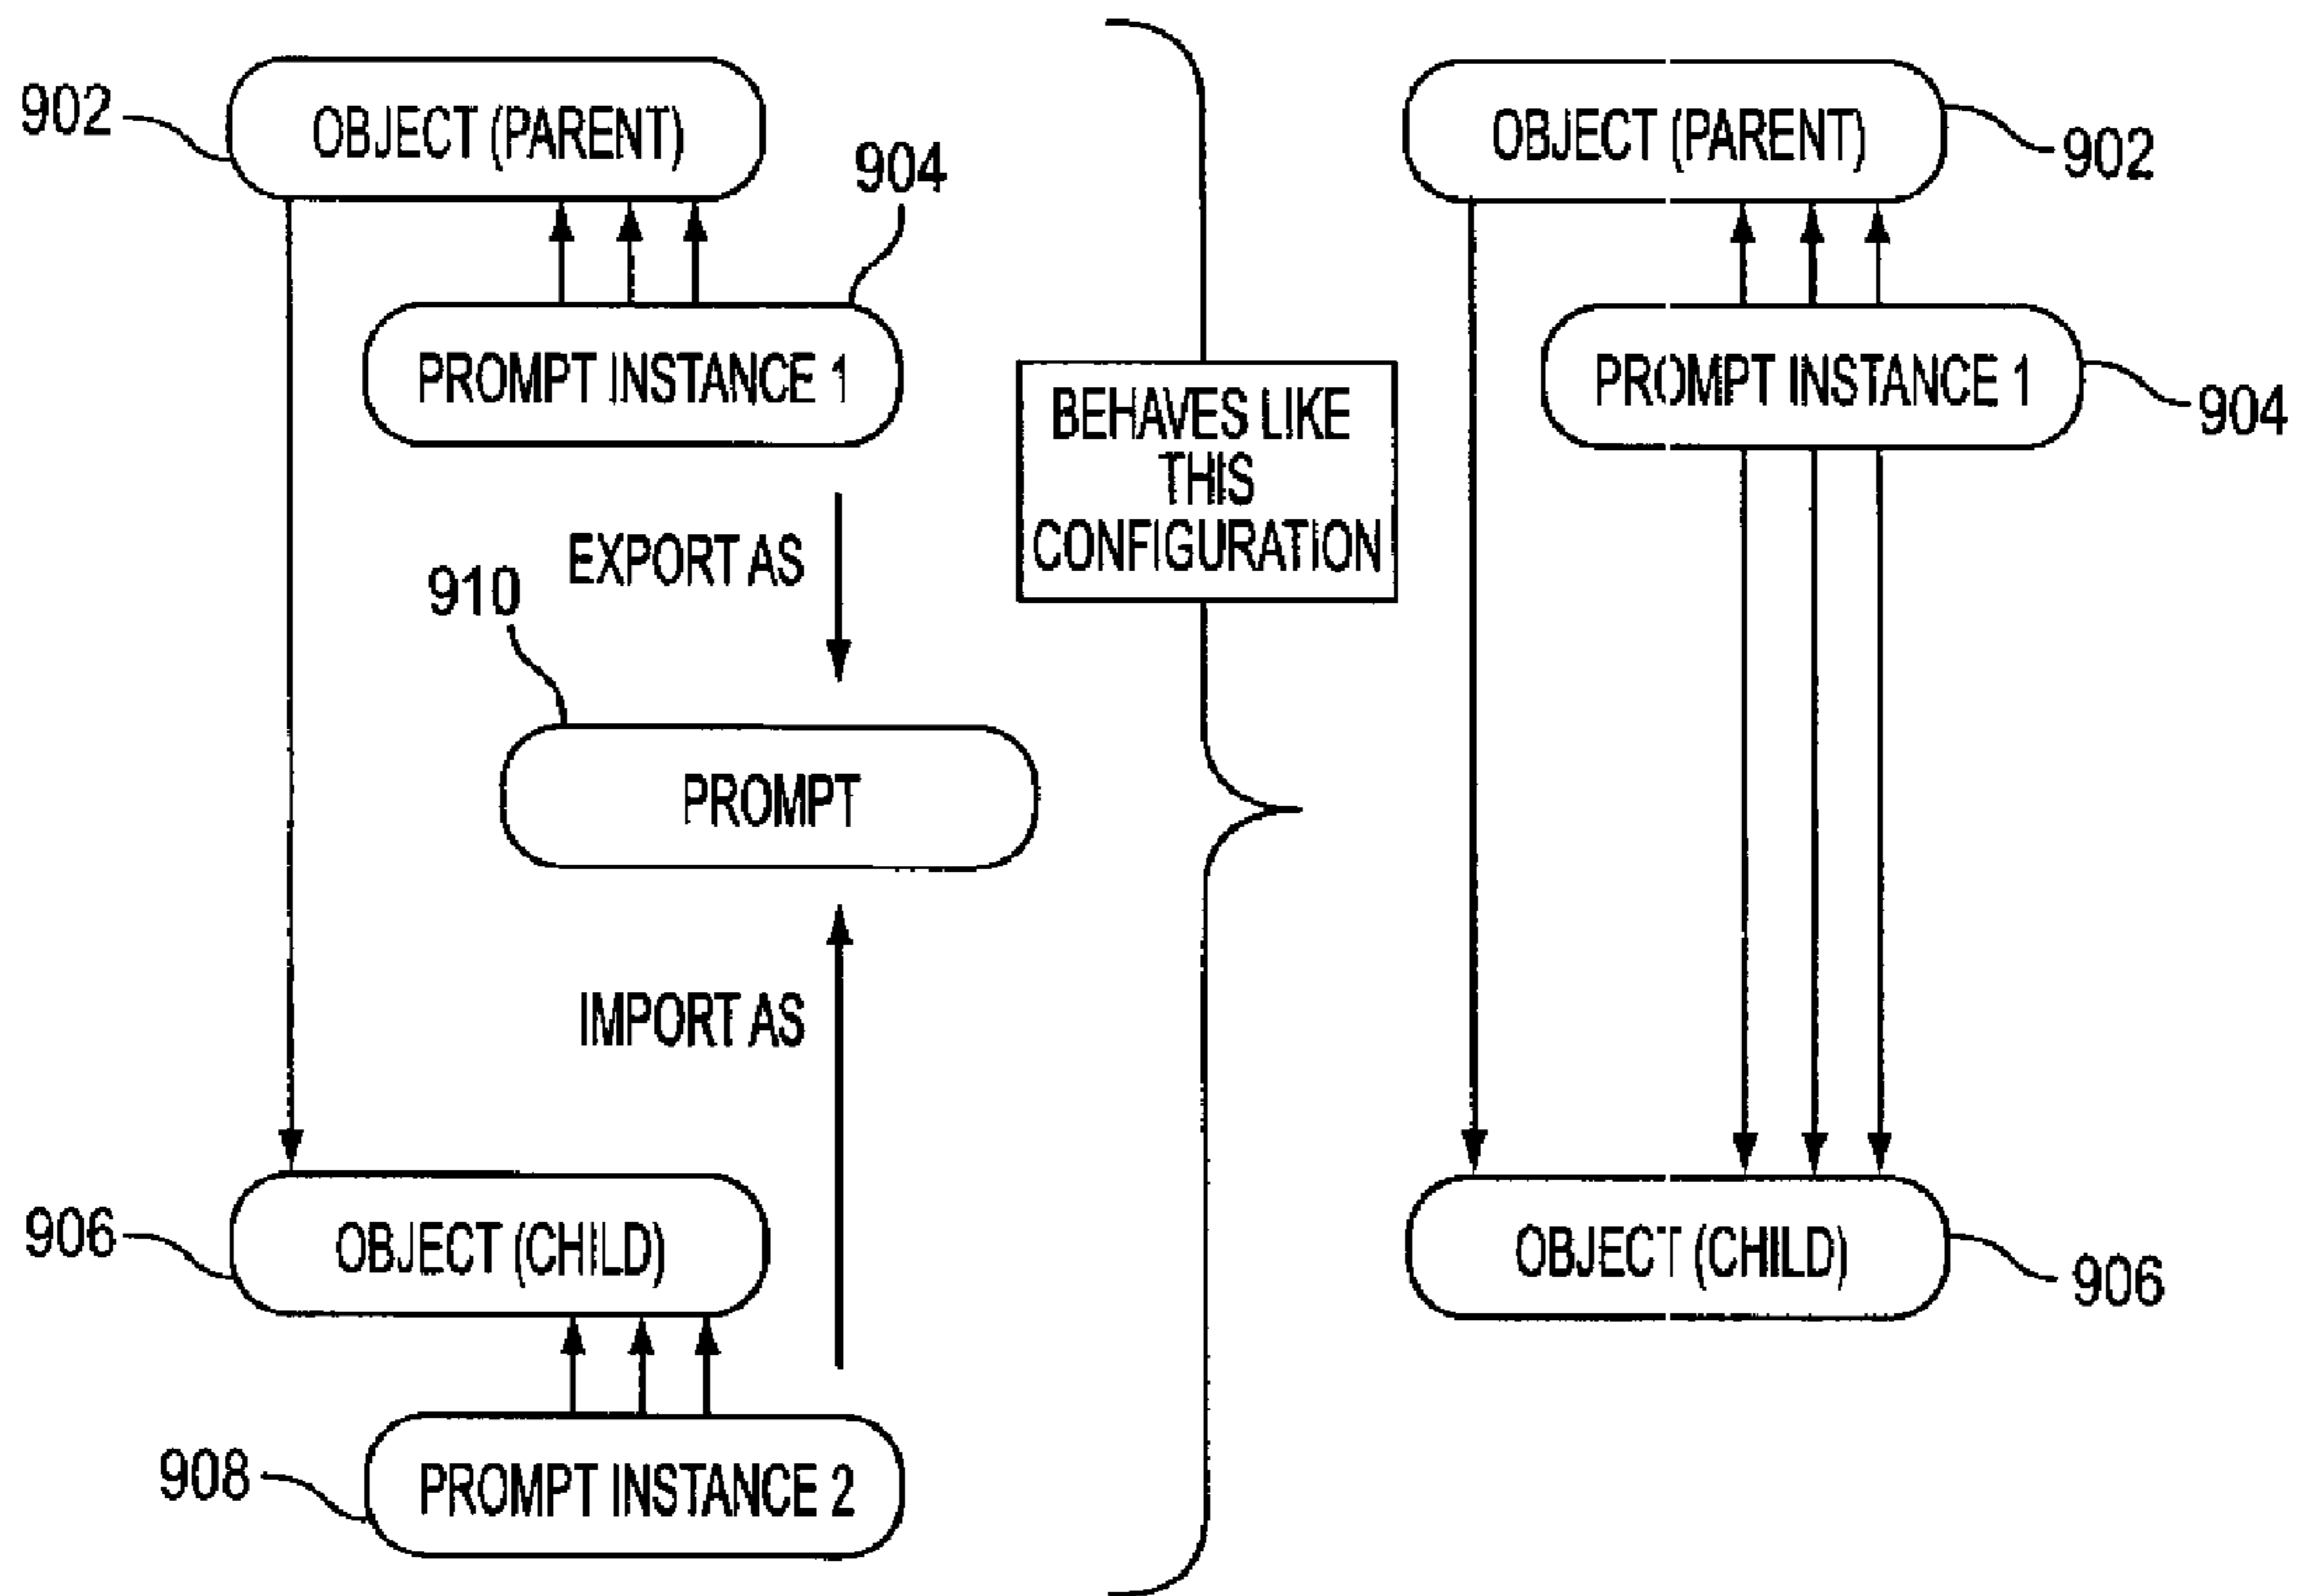 902
OBJECT (PARENT)
904
PROMPT INSTANCE 1
EXPORT AS
910
PROMPT
IMPORT AS
906
OBJECT (CHILD)
908
PROMPT INSTANCE 2
BEHAVES LIKE
THIS
CONFIGURATION
OBJECT (PARENT)
902
PROMPT INSTANCE 1
904
OBJECT (CHILD)
906